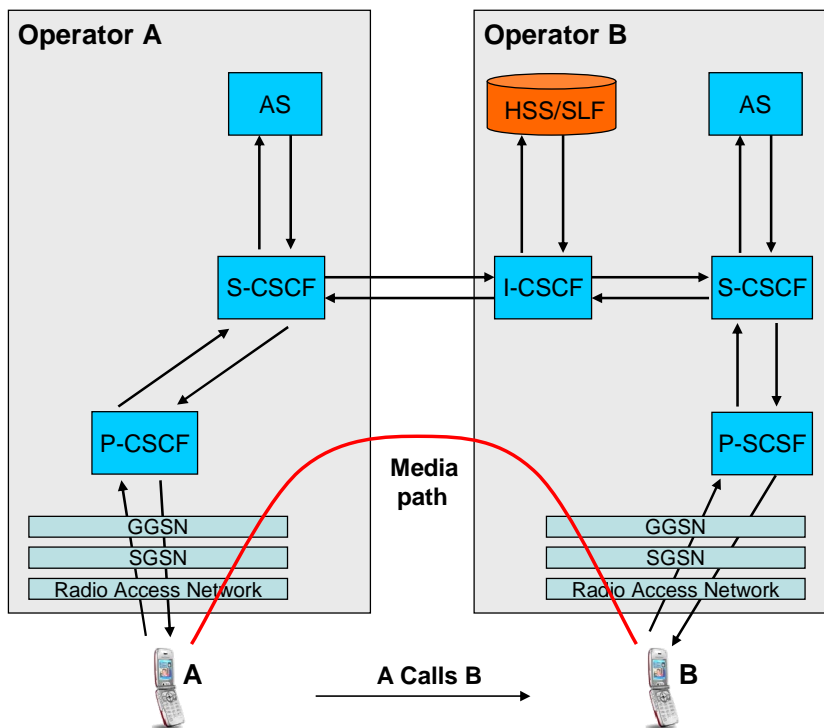 Operator A
Operator B
AS
HSS/SLF
AS
S-CSCF
I-CSCF
S-CSCF
P-CSCF
P-SCSF
Media
path
GGSN
GGSN
SGSN
SGSN
Radio Access Network
Radio Access Network
A
A Calls B
B